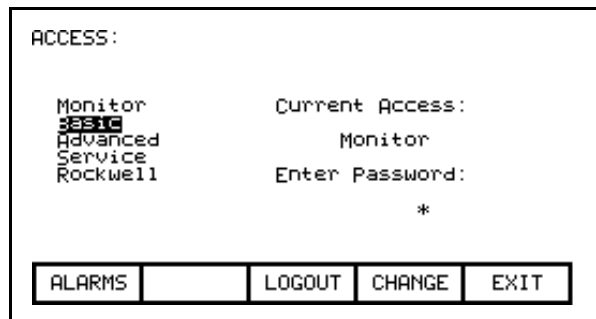 ACCESS:
Monitor
Basic
Advanced
Service
Rockwell
Current Access:
Monitor
Enter Password:
*
ALARMS LOGOUT CHANGE EXIT